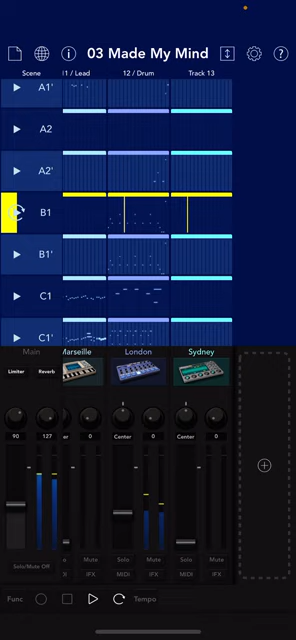 03 Made My Mind
Scene
11 / Lead
12 / Drum
Track 13
A1'
A2
A2'
B1
B1'
C1
C1'
Main
Marseille
London
Sydney
Limiter
Reverb
Center
Center
90
127
0
0
0
Solo/Mute Off
Mute
Solo
Mute
Solo
Mute
IFX
MIDI
IFX
MIDI
IFX
Func
Tempo